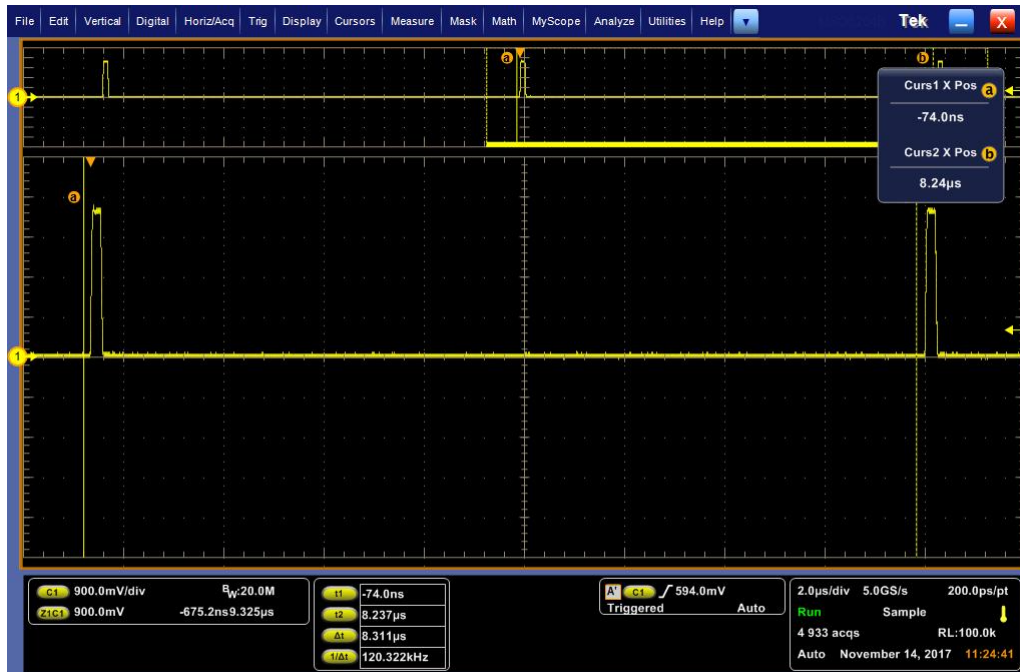 File Edit Vertical Digital Horiz/Acq Trig Display Cursors Measure Mask Math MyScope Analyze Utilities Help Tek X
a b
Curs1 X Pos a
-74.0ns
Curs2 X Pos b
8.24µs
1
a
1
C1 900.0mV/div BW:20.0M
Z1C1 900.0mV -675.2ns9.325µs
t1 -74.0ns
t2 8.237µs
Δt 8.311µs
1/Δt 120.322kHz
A' C1 594.0mV
Triggered Auto
2.0µs/div 5.0GS/s 200.0ps/pt
Run Sample
4 933 acqs RL:100.0k
Auto November 14, 2017 11:24:41